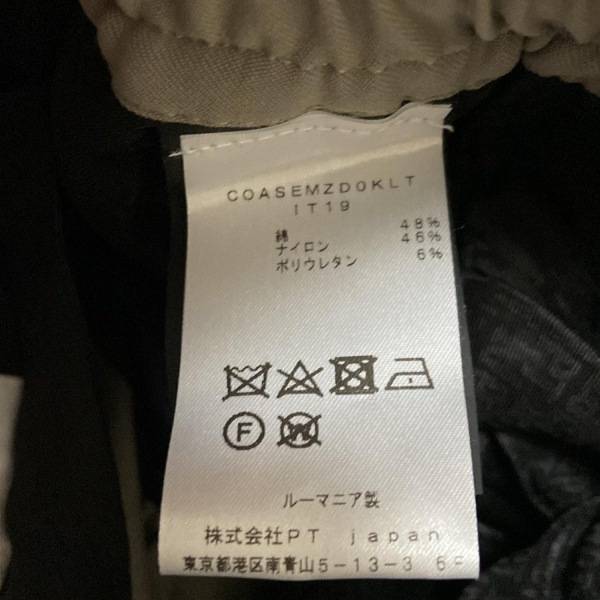 COASEMZD0KLT
IT19
綿 48%
ナイロン 46%
ポリウレタン 6%
F
W
ルーマニア製
株式会社PT japan
東京都港区南青山5-13-3 6F